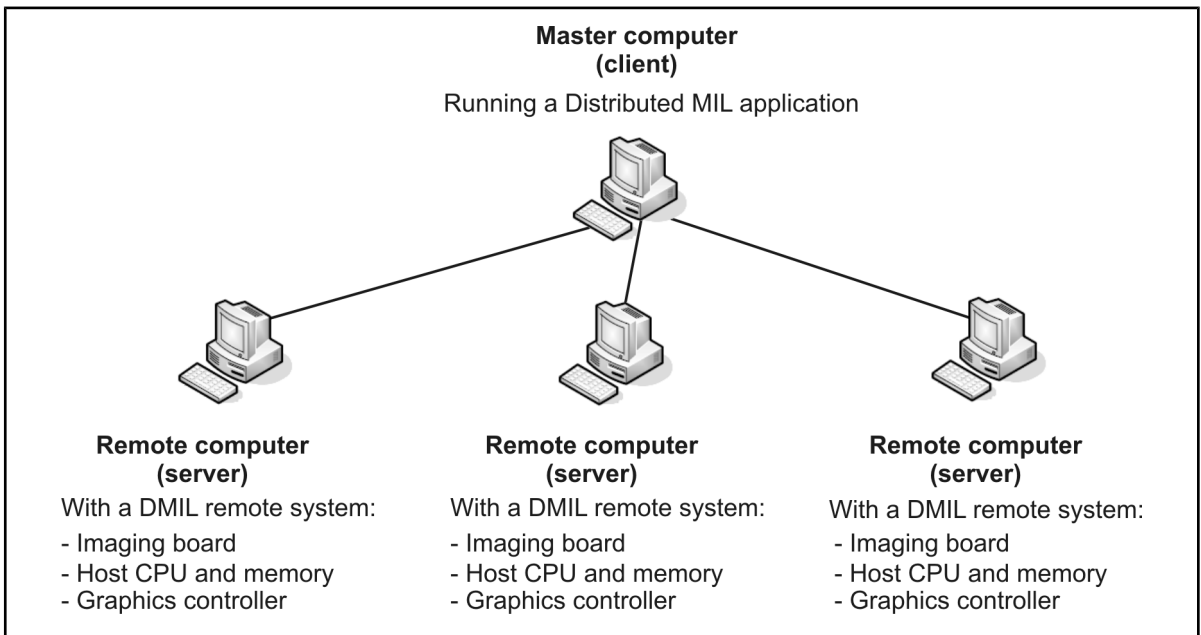 Master computer
(client)
Running a Distributed MIL application
Remote computer
(server)
With a DMIL remote system:
- Imaging board
- Host CPU and memory
- Graphics controller
Remote computer
(server)
With a DMIL remote system:
- Imaging board
- Host CPU and memory
- Graphics controller
Remote computer
(server)
With a DMIL remote system:
- Imaging board
- Host CPU and memory
- Graphics controller